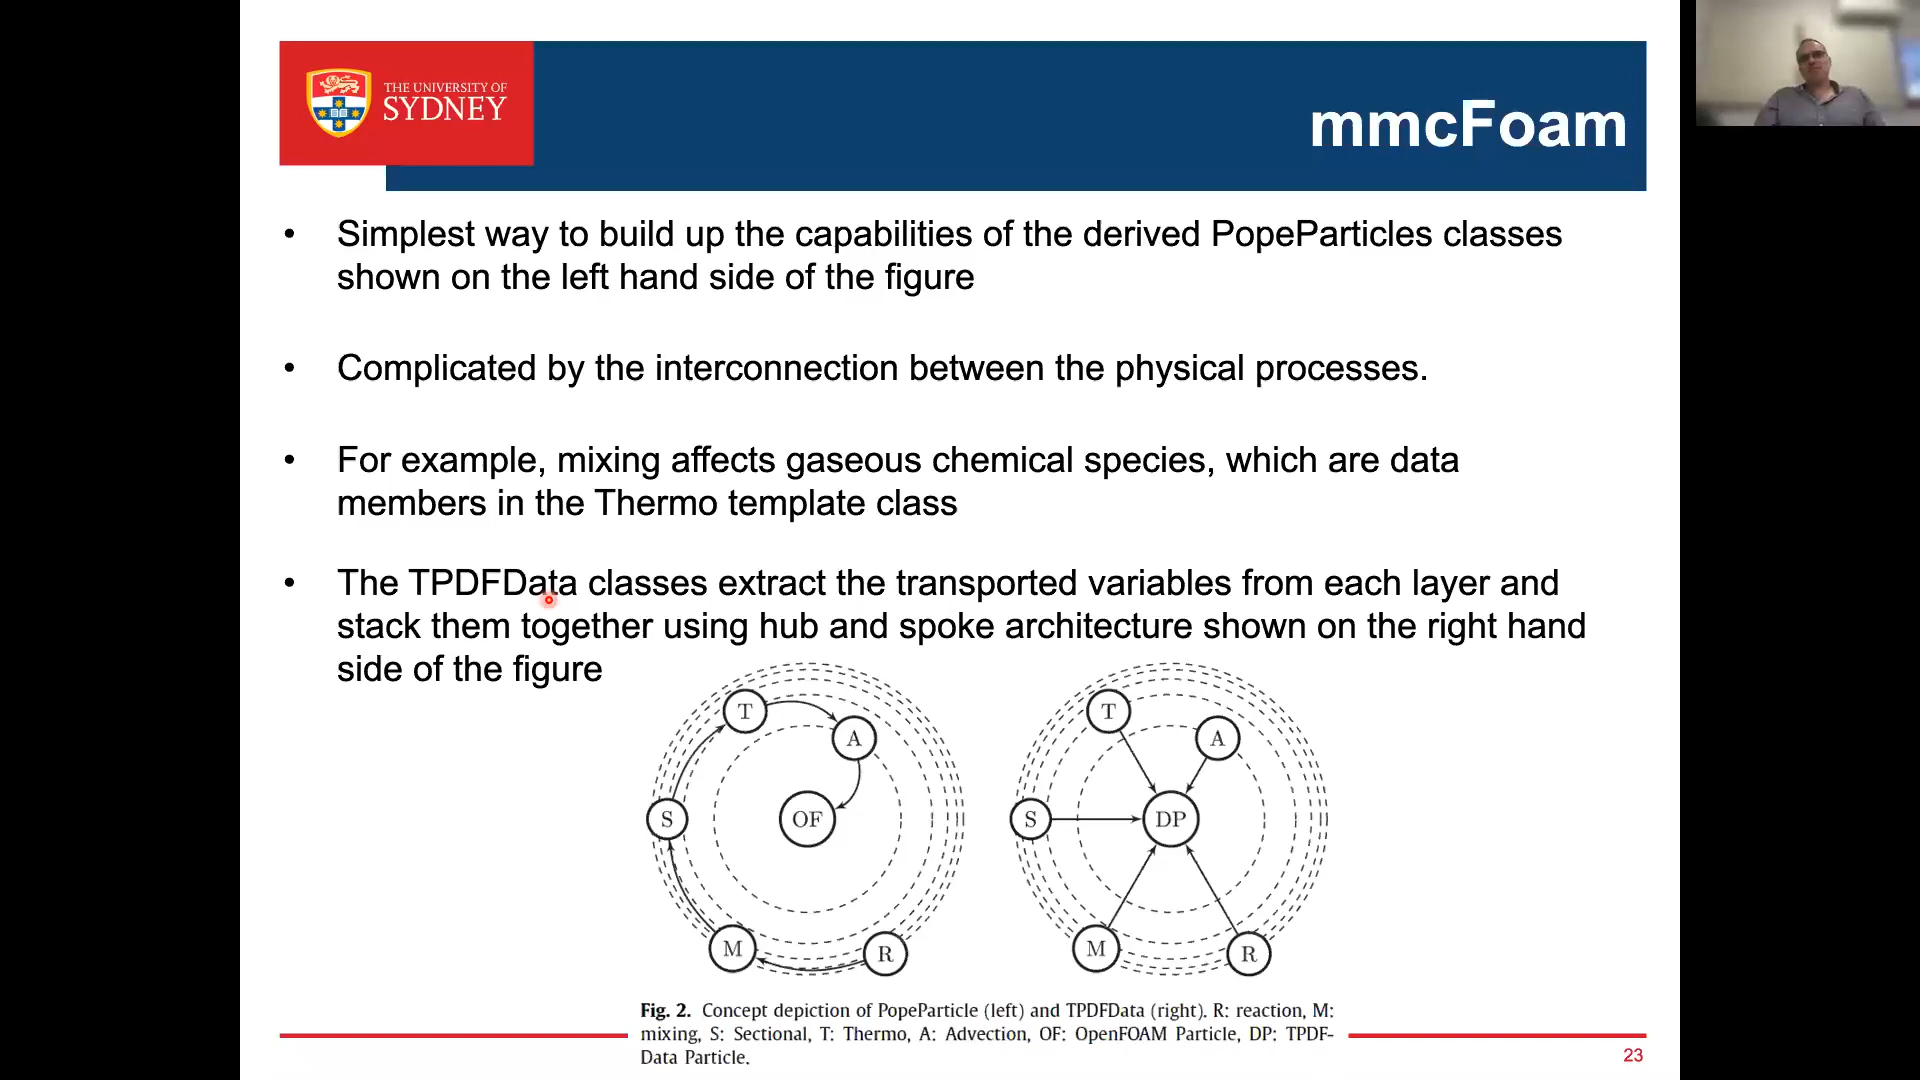 THE UNIVERSITY OF
SYDNEY
mmcFoam
• Simplest way to build up the capabilities of the derived PopeParticles classes
shown on the left hand side of the figure
• Complicated by the interconnection between the physical processes.
• For example, mixing affects gaseous chemical species, which are data
members in the Thermo template class
• The TPDFData classes extract the transported variables from each layer and
stack them together using hub and spoke architecture shown on the right hand
side of the figure
T
A
S
OF
M
R
T
A
S
DP
M
R
Fig. 2. Concept depiction of PopeParticle (left) and TPDFData (right). R: reaction, M:
mixing, S: Sectional, T: Thermo, A: Advection, OF: OpenFOAM Particle, DP: TPDF-
Data Particle.
23